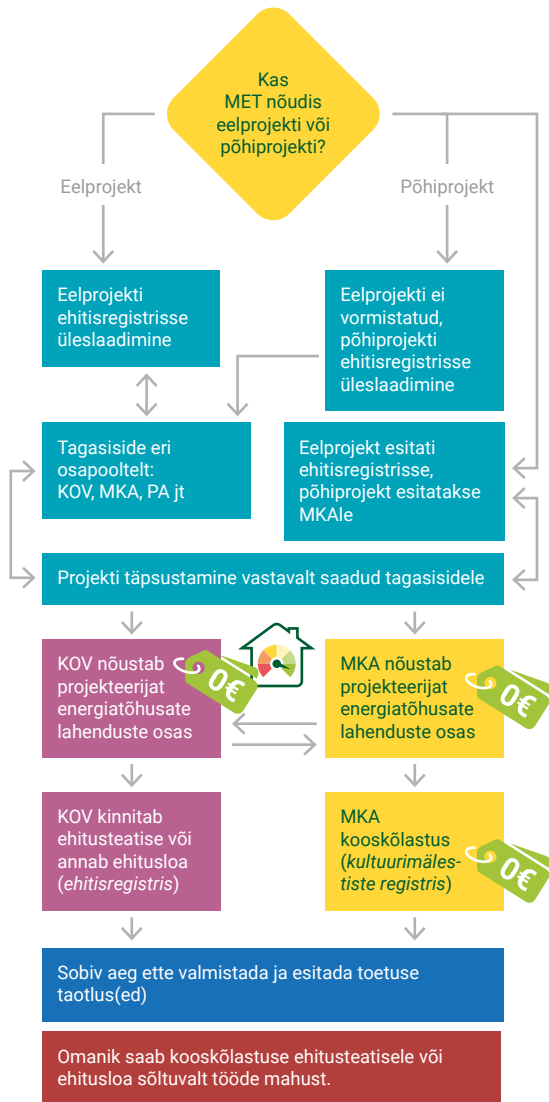 Kas
MET nõudis
eelprojekti või
põhiprojekti?
Eelprojekt
Põhiprojekt
Eelprojekti
ehitisregistrisse
üleslaadimine
Eelprojekti ei
vormistatud,
põhiprojekti
ehitisregistrisse
üleslaadimine
Tagasiside eri
osapooltelt:
KOV, MKA, PA jt
Eelprojekt esitati
ehitisregistrisse,
põhiprojekt esitatakse
MKAle
Projekti täpsustamine vastavalt saadud tagasisidele
KOV nõustab
projekteerijat
energiatõhusate
lahenduste osas
0€
MKA nõustab
projekteerijat
energiatõhusate
lahenduste osas
0€
KOV kinnitab
ehitusteatise või
annab ehitusloa
(ehitisregistris)
MKA
kooskõlastus
(kultuurimäles-
tiste registris)
0€
Sobiv aeg ette valmistada ja esitada toetuse
taotlus(ed)
Omanik saab kooskõlastuse ehitusteatisele või
ehitusloa sõltuvalt tööde mahust.